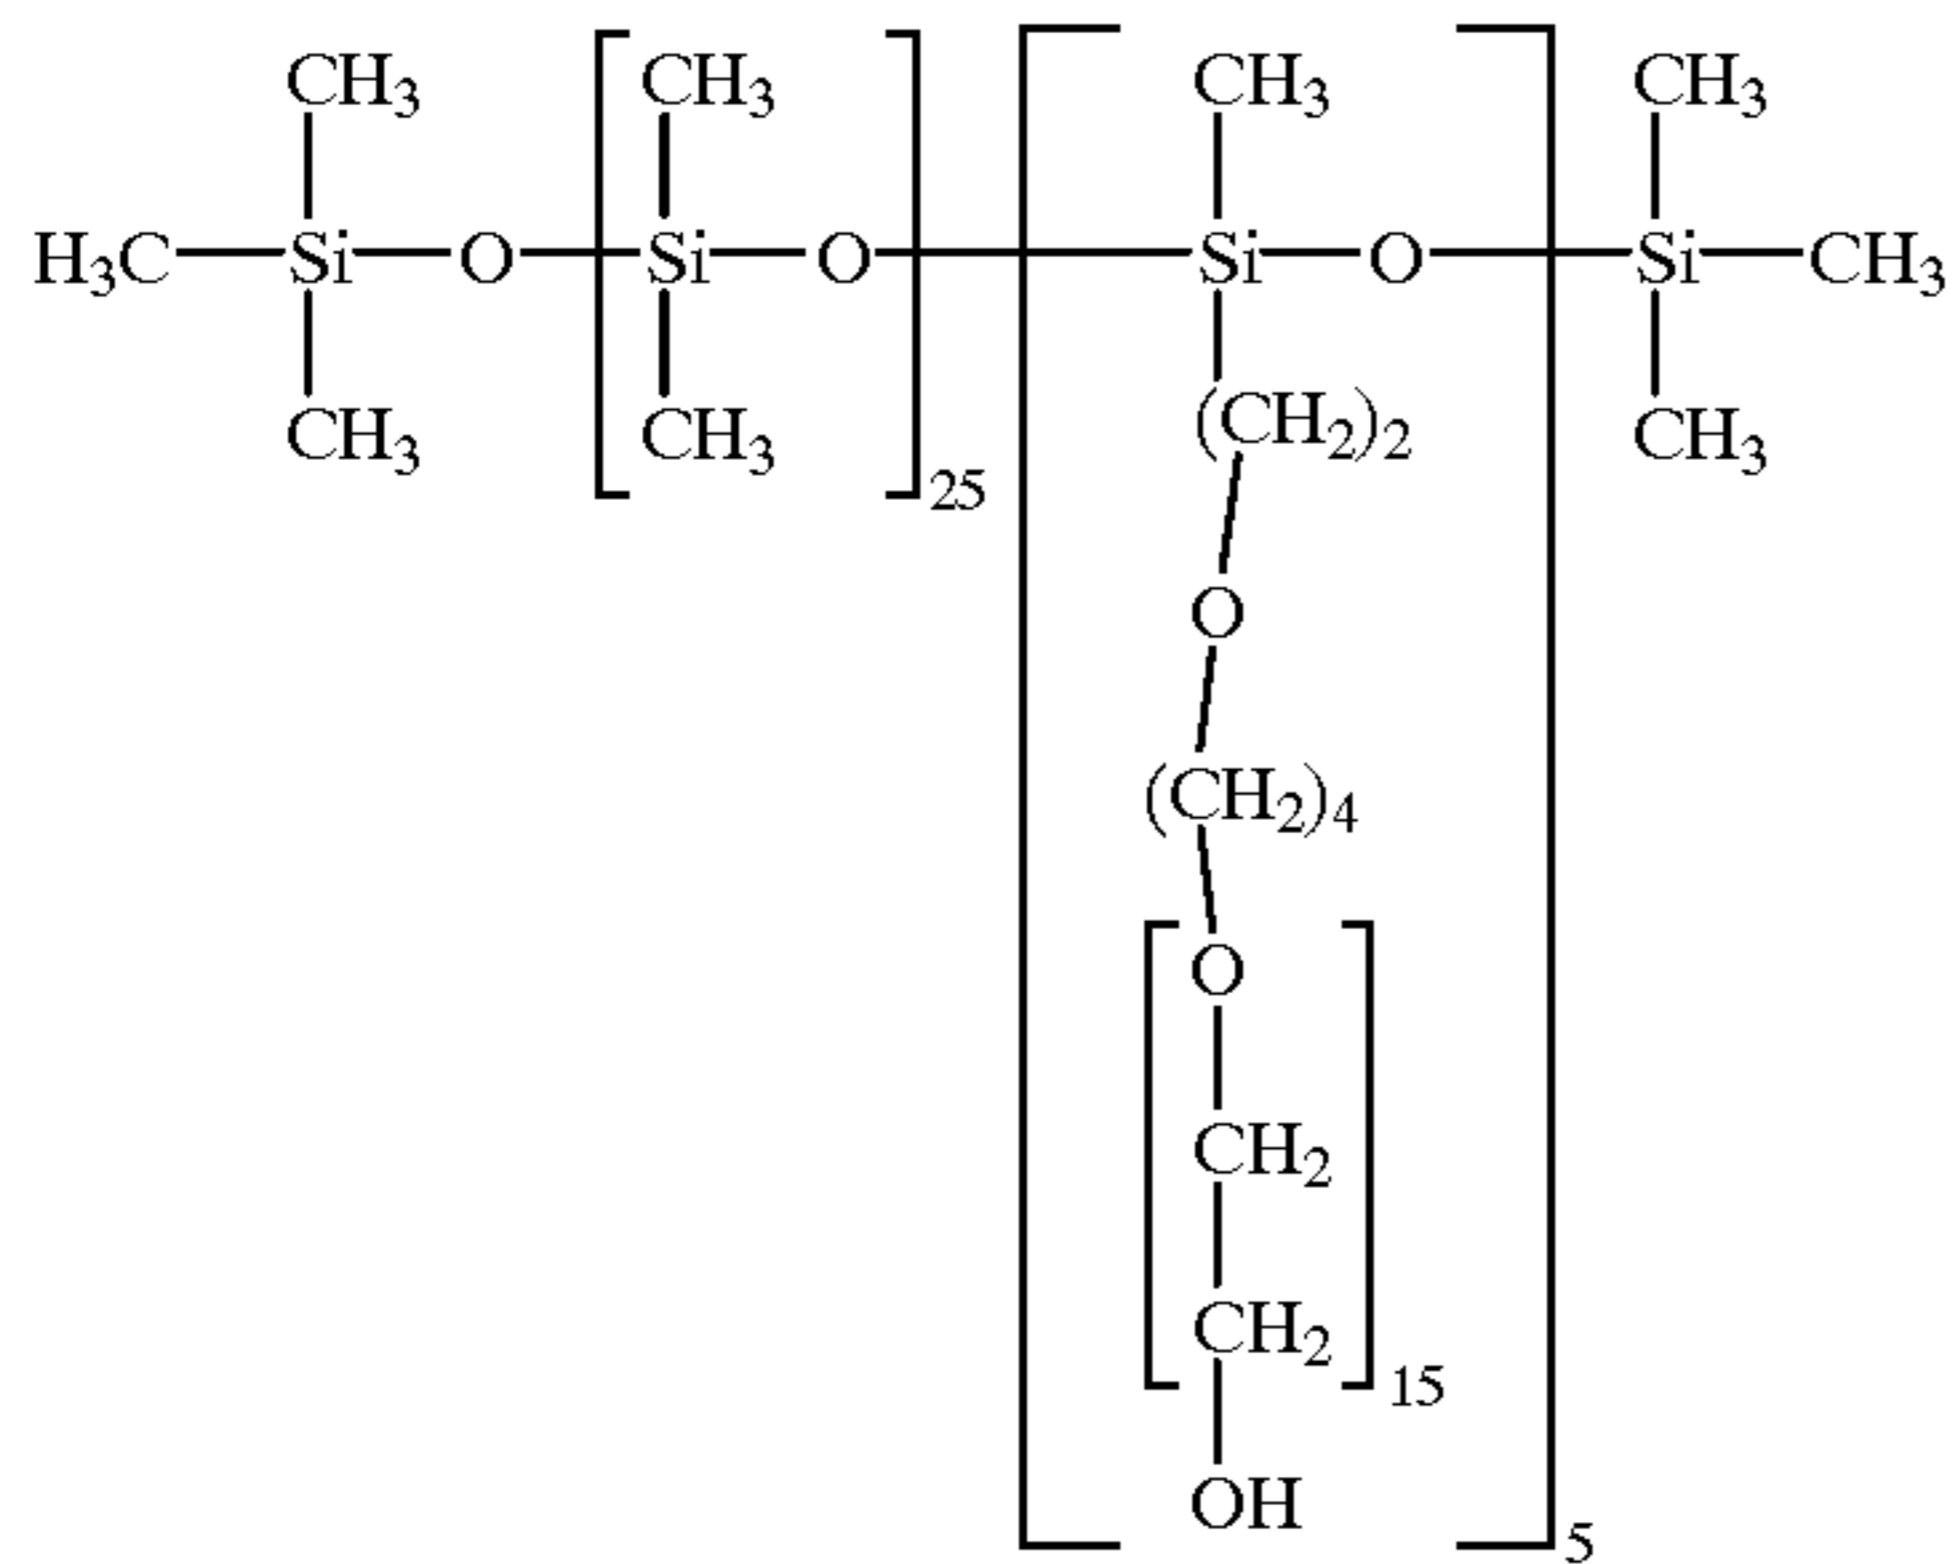 CH3 CH3 CH3 CH3
H3C Si O Si O Si O Si CH3
CH3 CH3 (CH2)2 CH3
25
O
(CH2)4
O
CH2
CH2
15
OH
5